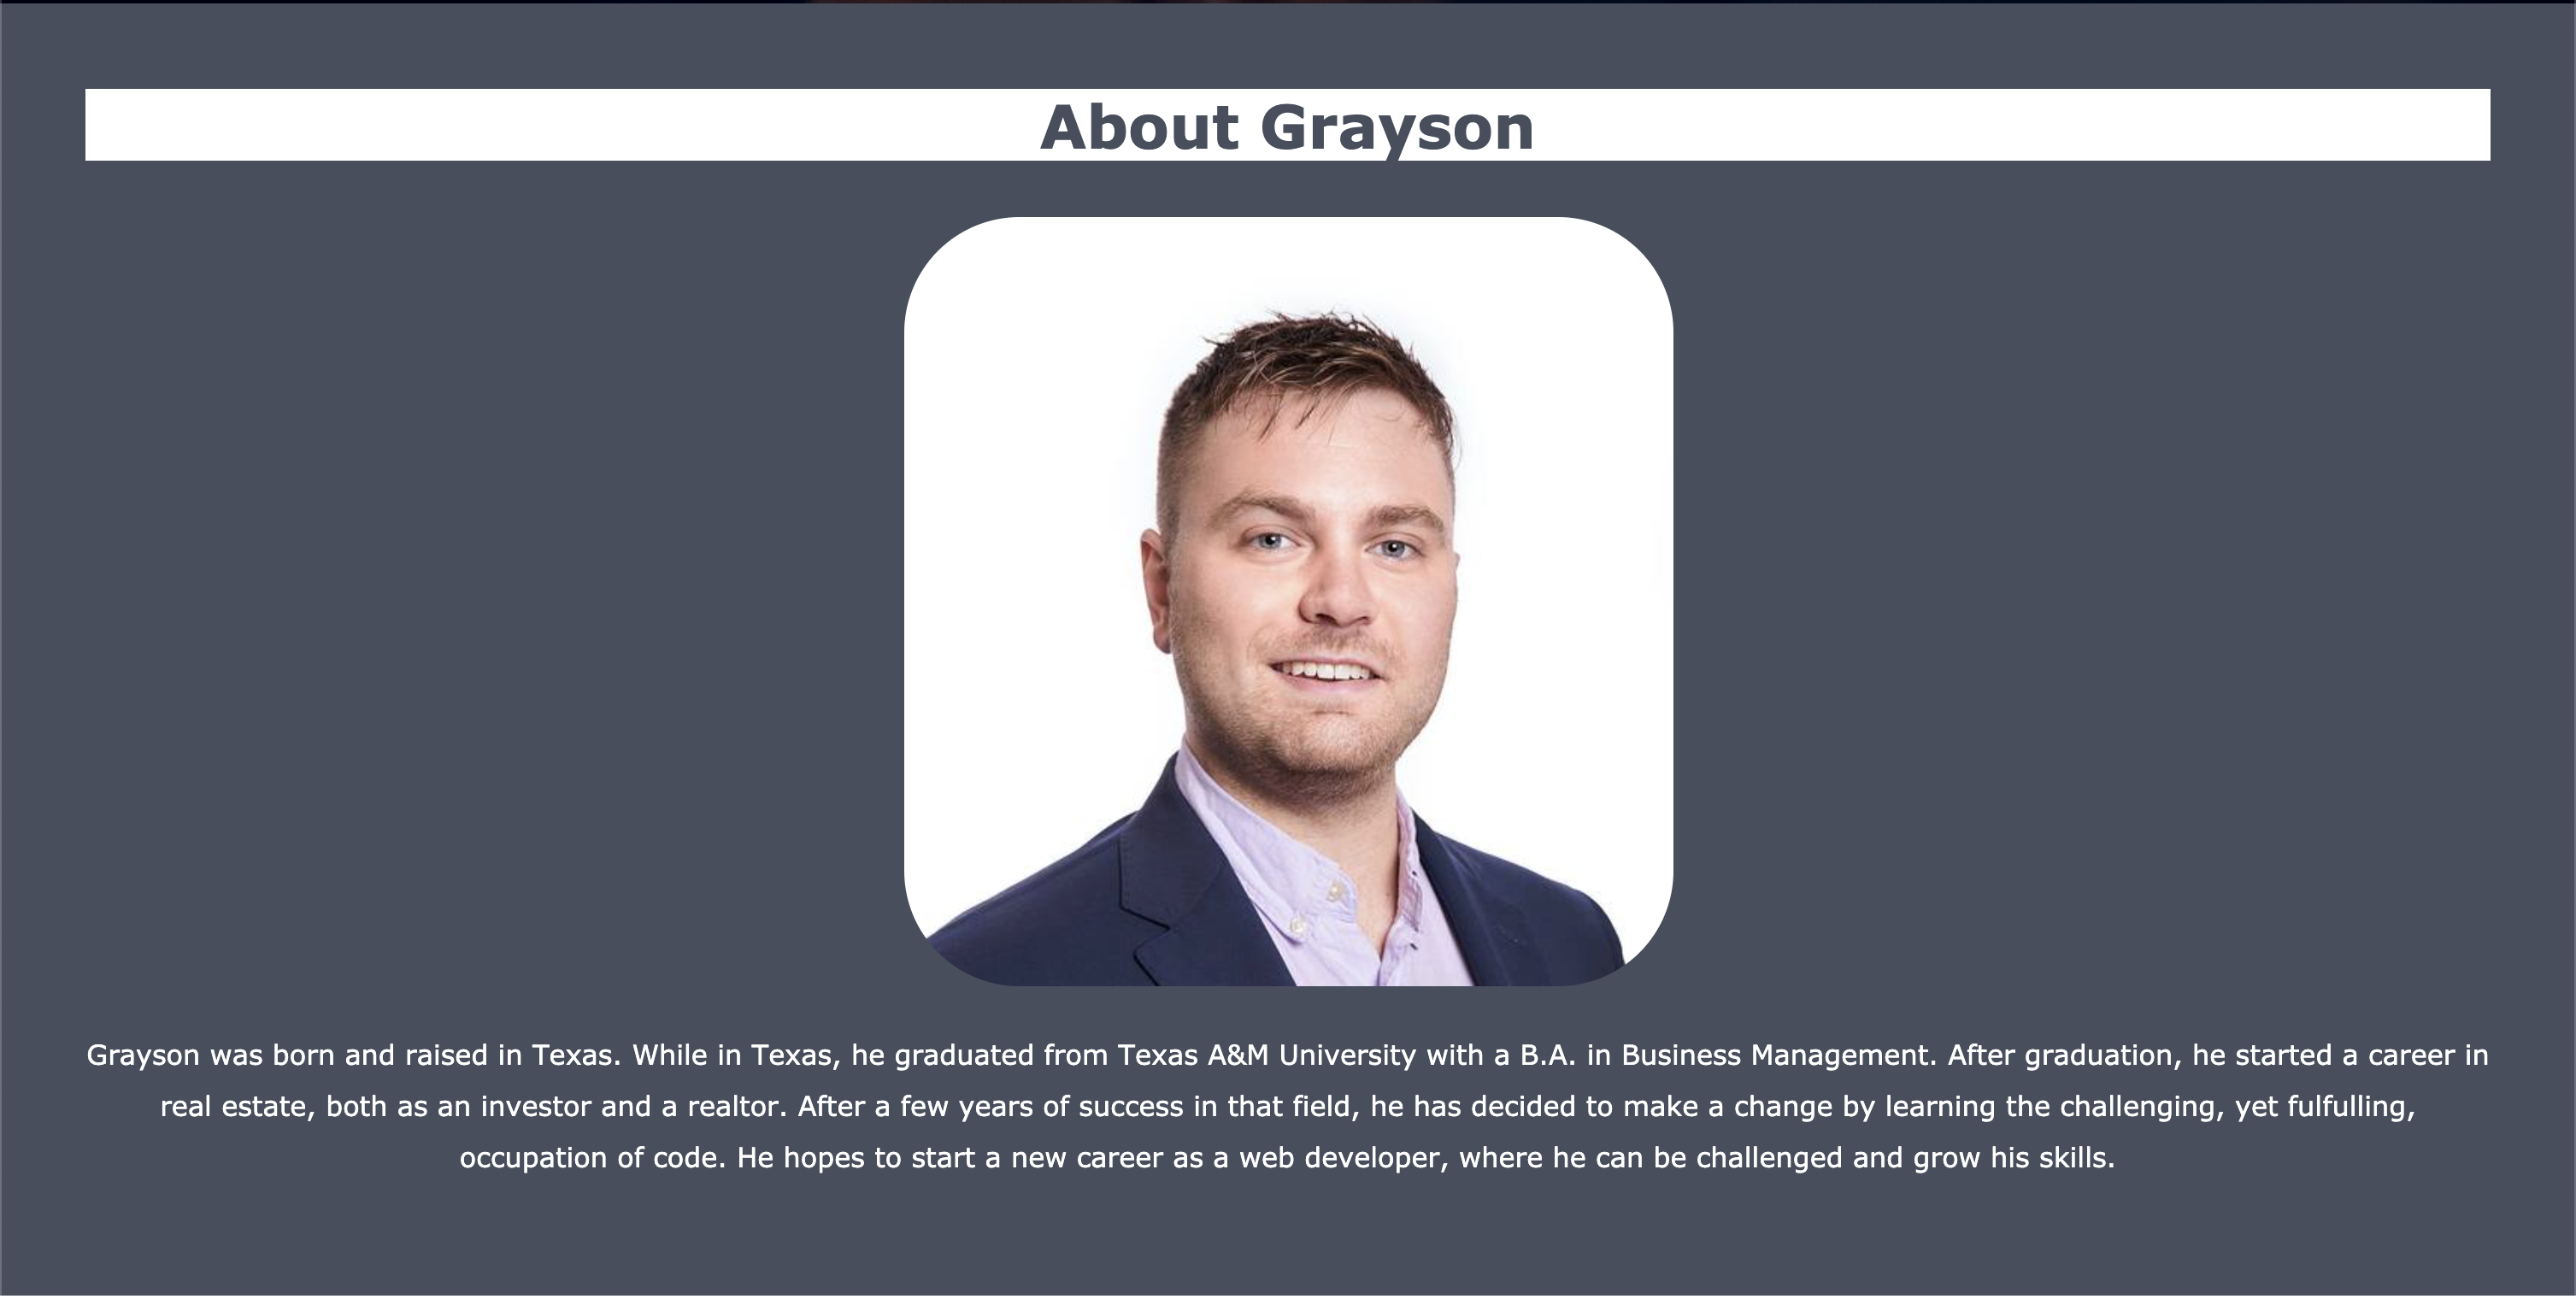 About Grayson
Grayson was born and raised in Texas. While in Texas, he graduated from Texas A&M University with a B.A. in Business Management. After graduation, he started a career in
real estate, both as an investor and a realtor. After a few years of success in that field, he has decided to make a change by learning the challenging, yet fulfulling,
occupation of code. He hopes to start a new career as a web developer, where he can be challenged and grow his skills.